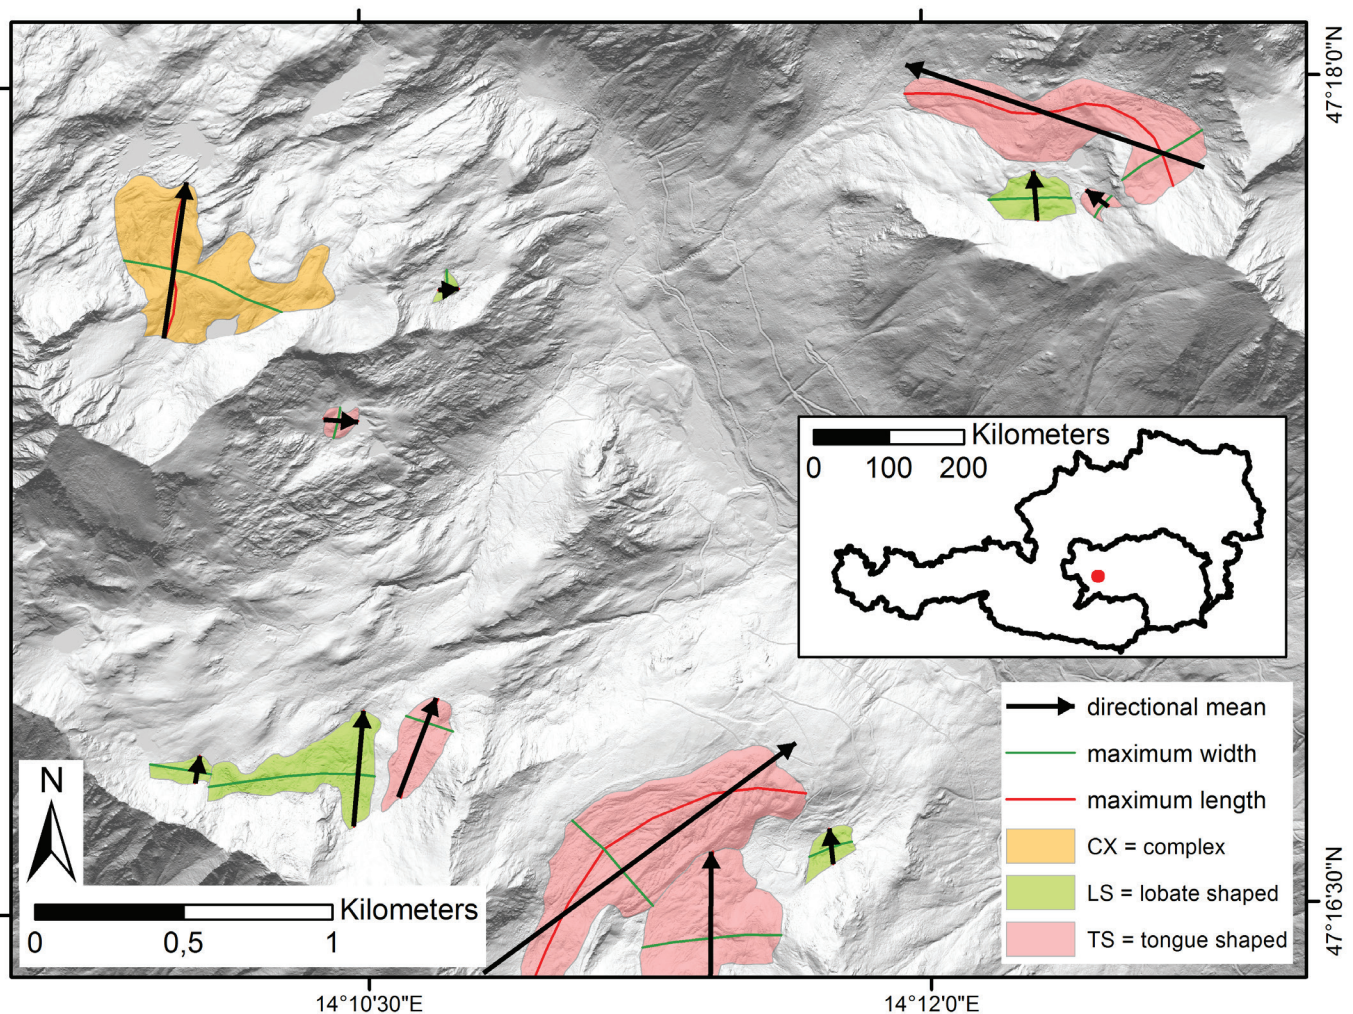 47°18'0"N
Kilometers
0 100 200
directional mean
maximum width
maximum length
CX = complex
LS = lobate shaped
TS = tongue shaped
N
Kilometers
0 0,5 1
47°16'30"N
14°10'30"E
14°12'0"E